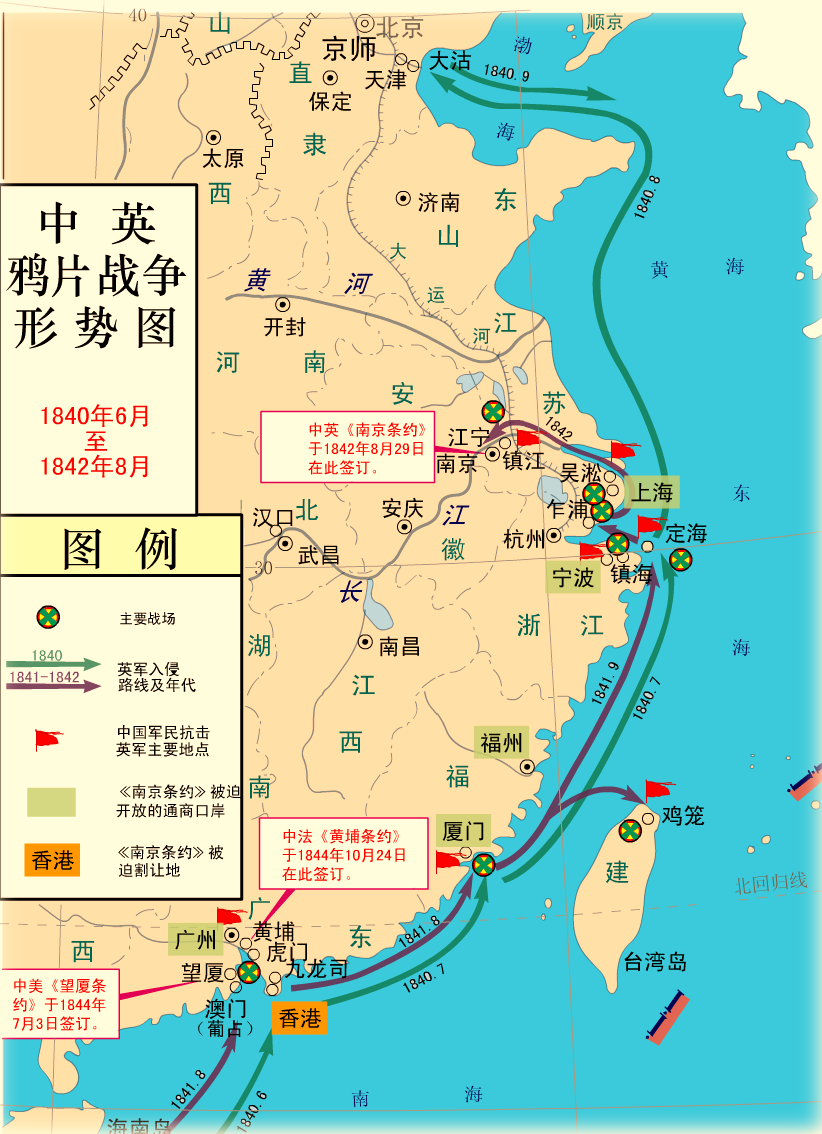 中英
鸦片战争
形势图
1840年6月
至
1842年8月
图例
主要战场
1840
1841-1842
英军入侵
路线及年代
中国军民抗击
英军主要地点
《南京条约》被迫
开放的通商口岸
香港
《南京条约》被
迫割让地
40
山
北京
顺京
京师
渤
大沽
1840.9
直
天津
保定
海
隶
太原
西
1840.8
济南
东
山
大
黄
海
运
黄
河
开封
江
河
河
南
安
苏
中英《南京条约》
于1842年8月29日
在此签订。
1842
江宁
南京
镇江
吴淞
上海
东
乍浦
汉口
北
安庆
江
定海
武昌
杭州
徽
30
宁波
镇海
长
浙
江
湖
南昌
海
江
1841.9
1840.7
西
福州
福
南
鸡笼
厦门
中法《黄埔条约》
于1844年10月24日
在此签订。
建
北回归线
广
广州
黄埔
西
虎门
东
1841.8
台湾岛
望厦
九龙司
1840.7
中美《望厦条
约》于1844年
7月3日签订。
澳门
（葡占）
香港
1841.8
1840.6
南
海
海南岛